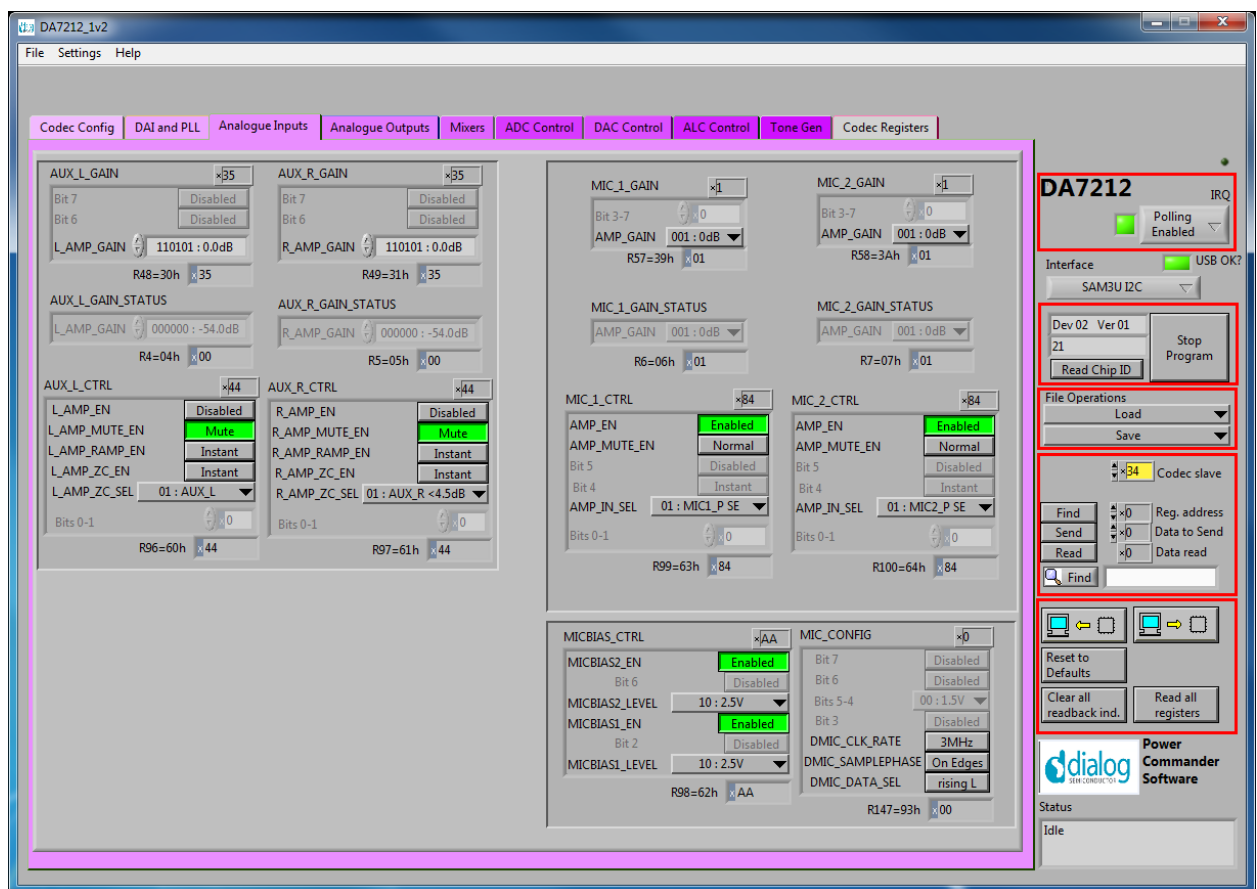 DA7212_1v2
File Settings Help
Codec Config DAI and PLL Analogue Inputs Analogue Outputs Mixers ADC Control DAC Control ALC Control Tone Gen Codec Registers
AUX_L_GAIN x35
Bit 7 Disabled
Bit 6 Disabled
L_AMP_GAIN 110101 : 0.0dB
R48=30h x35
AUX_R_GAIN x35
Bit 7 Disabled
Bit 6 Disabled
R_AMP_GAIN 110101 : 0.0dB
R49=31h x35
AUX_L_GAIN_STATUS
L_AMP_GAIN 000000 : -54.0dB
R4=04h x00
AUX_R_GAIN_STATUS
R_AMP_GAIN 000000 : -54.0dB
R5=05h x00
AUX_L_CTRL x44
L_AMP_EN Disabled
L_AMP_MUTE_EN Mute
L_AMP_RAMP_EN Instant
L_AMP_ZC_EN Instant
L_AMP_ZC_SEL 01 : AUX_L
Bits 0-1 x0
R96=60h x44
AUX_R_CTRL x44
R_AMP_EN Disabled
R_AMP_MUTE_EN Mute
R_AMP_RAMP_EN Instant
R_AMP_ZC_EN Instant
R_AMP_ZC_SEL 01 : AUX_R <4.5dB
Bits 0-1 x0
R97=61h x44
MIC_1_GAIN x1
Bit 3-7 x0
AMP_GAIN 001 : 0dB
R57=39h x01
MIC_2_GAIN x1
Bit 3-7 x0
AMP_GAIN 001 : 0dB
R58=3Ah x01
MIC_1_GAIN_STATUS
AMP_GAIN 001 : 0dB
R6=06h x01
MIC_2_GAIN_STATUS
AMP_GAIN 001 : 0dB
R7=07h x01
MIC_1_CTRL x84
AMP_EN Enabled
AMP_MUTE_EN Normal
Bit 5 Disabled
Bit 4 Instant
AMP_IN_SEL 01 : MIC1_P SE
Bits 0-1 x0
R99=63h x84
MIC_2_CTRL x84
AMP_EN Enabled
AMP_MUTE_EN Normal
Bit 5 Disabled
Bit 4 Instant
AMP_IN_SEL 01 : MIC2_P SE
Bits 0-1 x0
R100=64h x84
MICBIAS_CTRL xAA
MICBIAS2_EN Enabled
Bit 6 Disabled
MICBIAS2_LEVEL 10 : 2.5V
MICBIAS1_EN Enabled
Bit 2 Disabled
MICBIAS1_LEVEL 10 : 2.5V
R98=62h xAA
MIC_CONFIG x0
Bit 7 Disabled
Bit 6 Disabled
Bits 5-4 00 : 1.5V
Bit 3 Disabled
DMIC_CLK_RATE 3MHz
DMIC_SAMPLEPHASE On Edges
DMIC_DATA_SEL rising L
R147=93h x00
DA7212 IRQ
Polling
Enabled
Interface USB OK?
SAM3U I2C
Dev 02 Ver 01
21
Read Chip ID
Stop
Program
File Operations
Load
Save
x34 Codec slave
Find x0 Reg. address
Send x0 Data to Send
Read x0 Data read
Find
Reset to
Defaults
Clear all
readback ind.
Read all
registers
dialog
SEMICONDUCTOR
Power
Commander
Software
Status
Idle